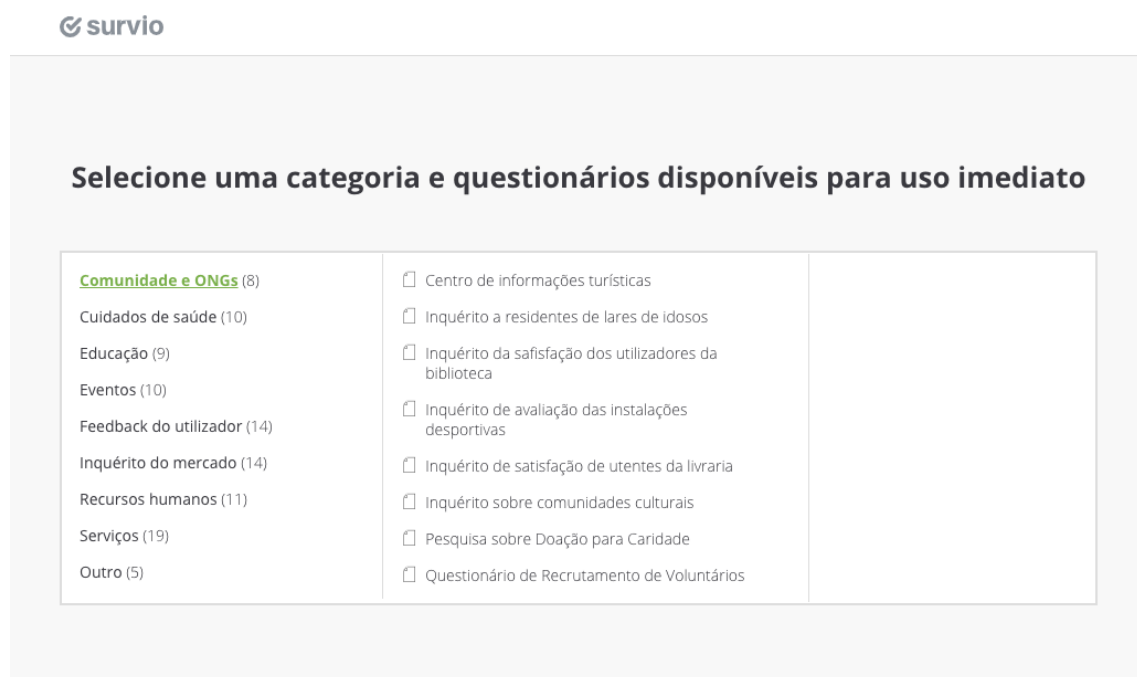 survio
Selecione uma categoria e questionários disponíveis para uso imediato
Comunidade e ONGs (8)
Cuidados de saúde (10)
Educação (9)
Eventos (10)
Feedback do utilizador (14)
Inquérito do mercado (14)
Recursos humanos (11)
Serviços (19)
Outro (5)
Centro de informações turísticas
Inquérito a residentes de lares de idosos
Inquérito da safisfação dos utilizadores da
biblioteca
Inquérito de avaliação das instalações
desportivas
Inquérito de satisfação de utentes da livraria
Inquérito sobre comunidades culturais
Pesquisa sobre Doação para Caridade
Questionário de Recrutamento de Voluntários